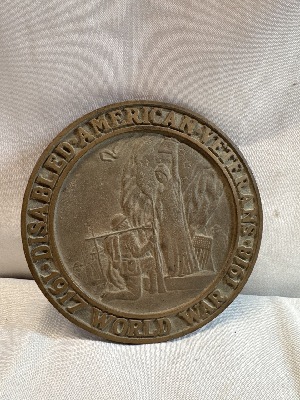 DISABLED·AMERICAN·VETERANS·
1917 WORLD WAR 1918